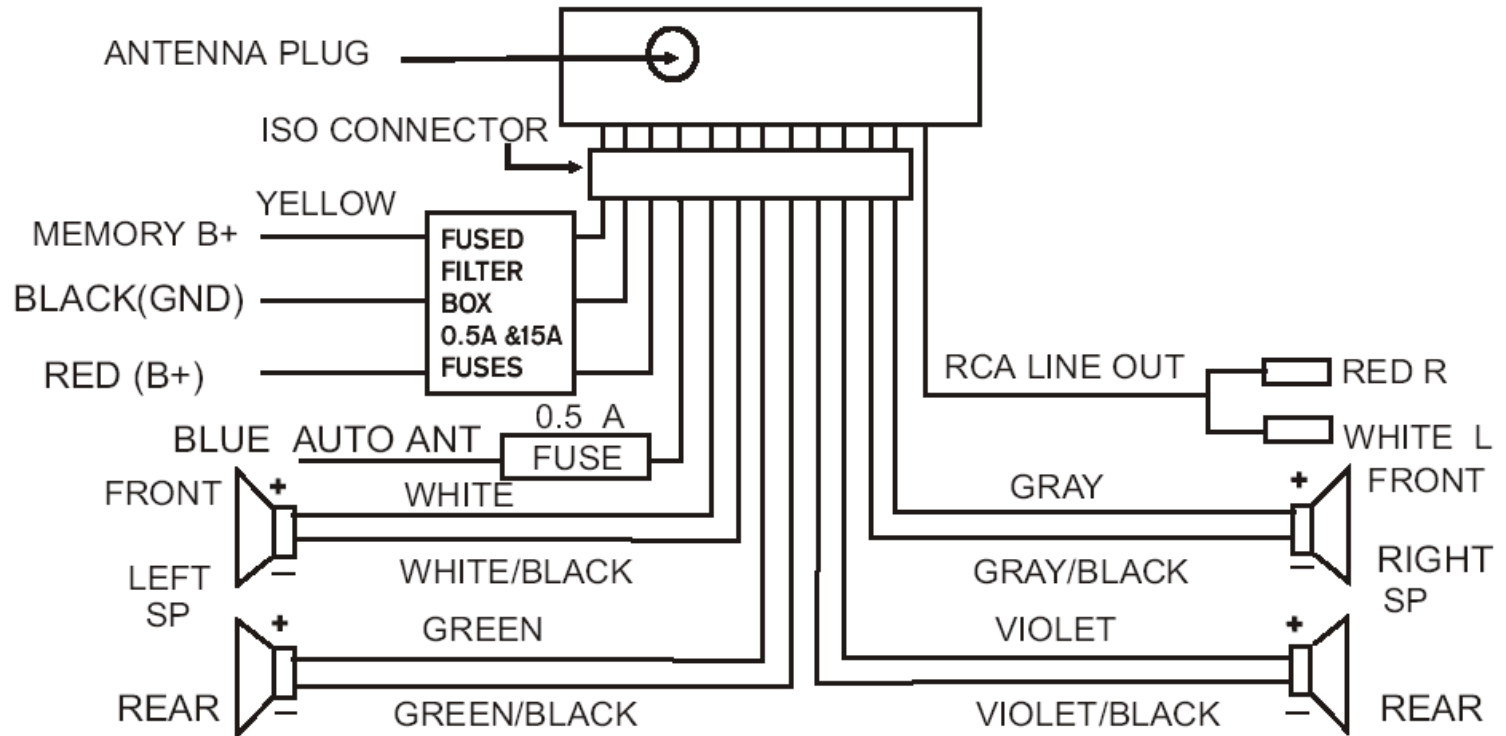 ANTENNA PLUG
ISO CONNECTOR
YELLOW
MEMORY B+
BLACK(GND)
RED (B+)
FUSED
FILTER
BOX
0.5A &15A
FUSES
0.5 A
FUSE
BLUE AUTO ANT
RCA LINE OUT
RED R
WHITE L
FRONT
+
WHITE
WHITE/BLACK
–
LEFT
SP
+
GREEN
GREEN/BLACK
–
REAR
GRAY
+
FRONT
GRAY/BLACK
–
RIGHT
SP
VIOLET
+
VIOLET/BLACK
–
REAR